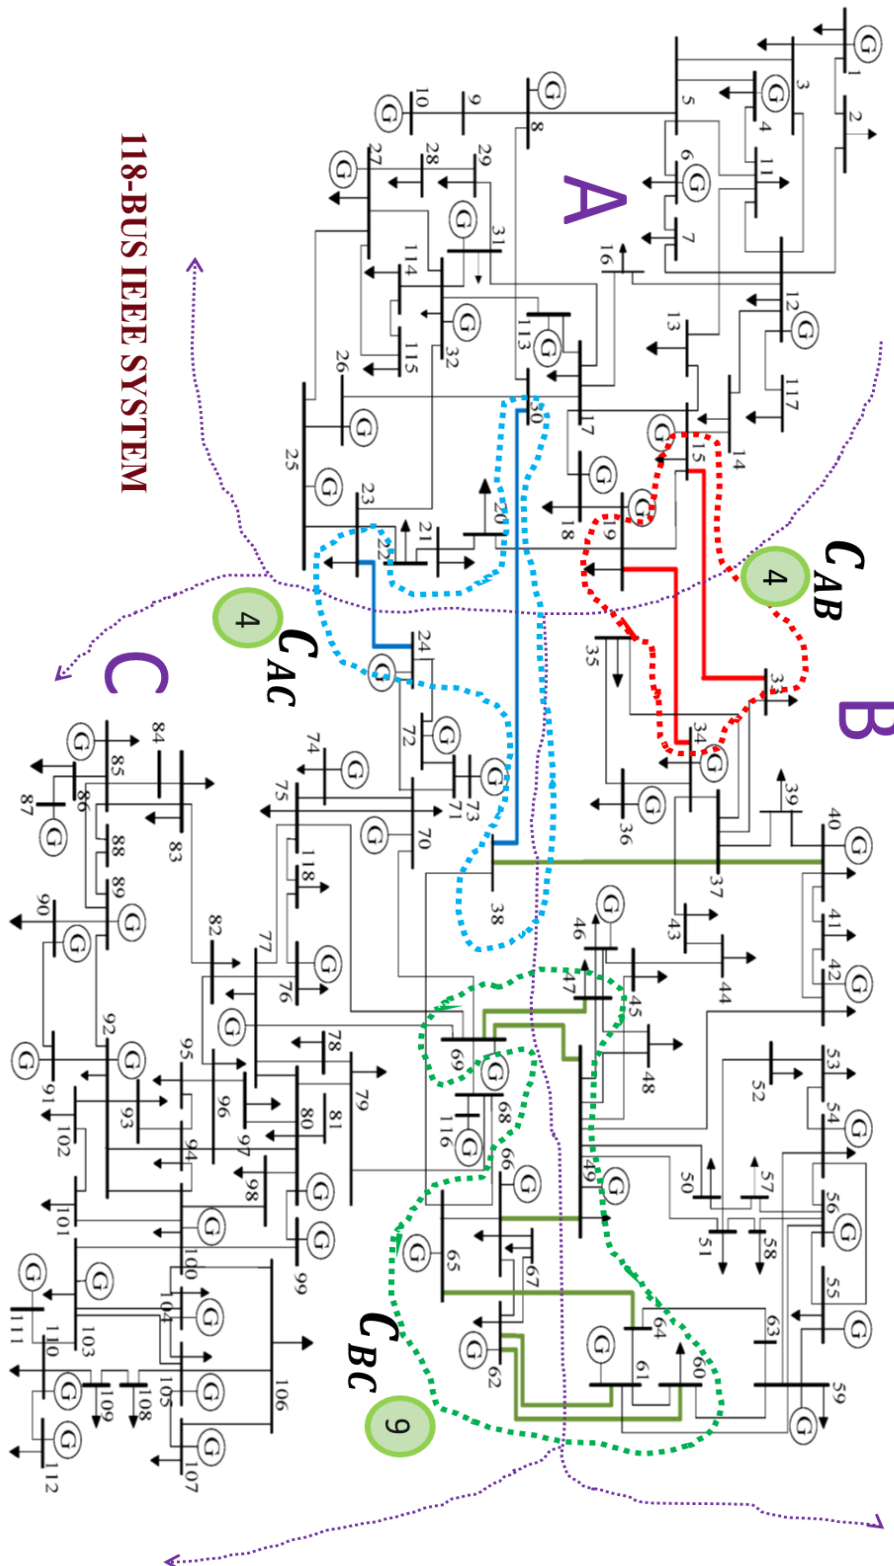 118-BUS IEEE SYSTEM
A
B
C
C_AB
4
C_AC
4
C_BC
9
G
1
2
3
G
4
5
G
6
7
G
8
9
10
G
11
12
G
13
14
15
G
16
17
18
G
19
G
20
21
22
23
24
G
25
G
26
G
27
G
28
29
30
31
G
32
G
113
G
114
115
117
33
34
G
35
36
G
37
38
39
40
G
41
42
G
43
44
45
46
G
47
48
49
G
50
51
52
53
54
G
55
G
56
G
57
58
59
G
60
61
G
62
G
63
64
65
G
66
G
67
68
69
G
70
G
71
72
G
73
G
74
G
75
76
G
77
G
78
79
80
G
81
82
83
84
85
G
86
87
G
88
89
G
90
G
91
G
92
G
93
94
95
96
97
98
99
G
100
G
101
102
103
G
104
G
105
G
106
107
G
108
109
110
G
111
G
112
G
116
G
118